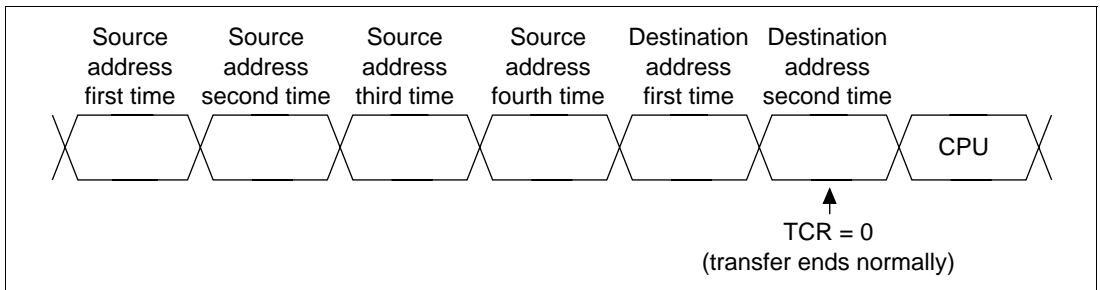 Source
address
first time
Source
address
second time
Source
address
third time
Source
address
fourth time
Destination
address
first time
Destination
address
second time
CPU
TCR = 0
(transfer ends normally)